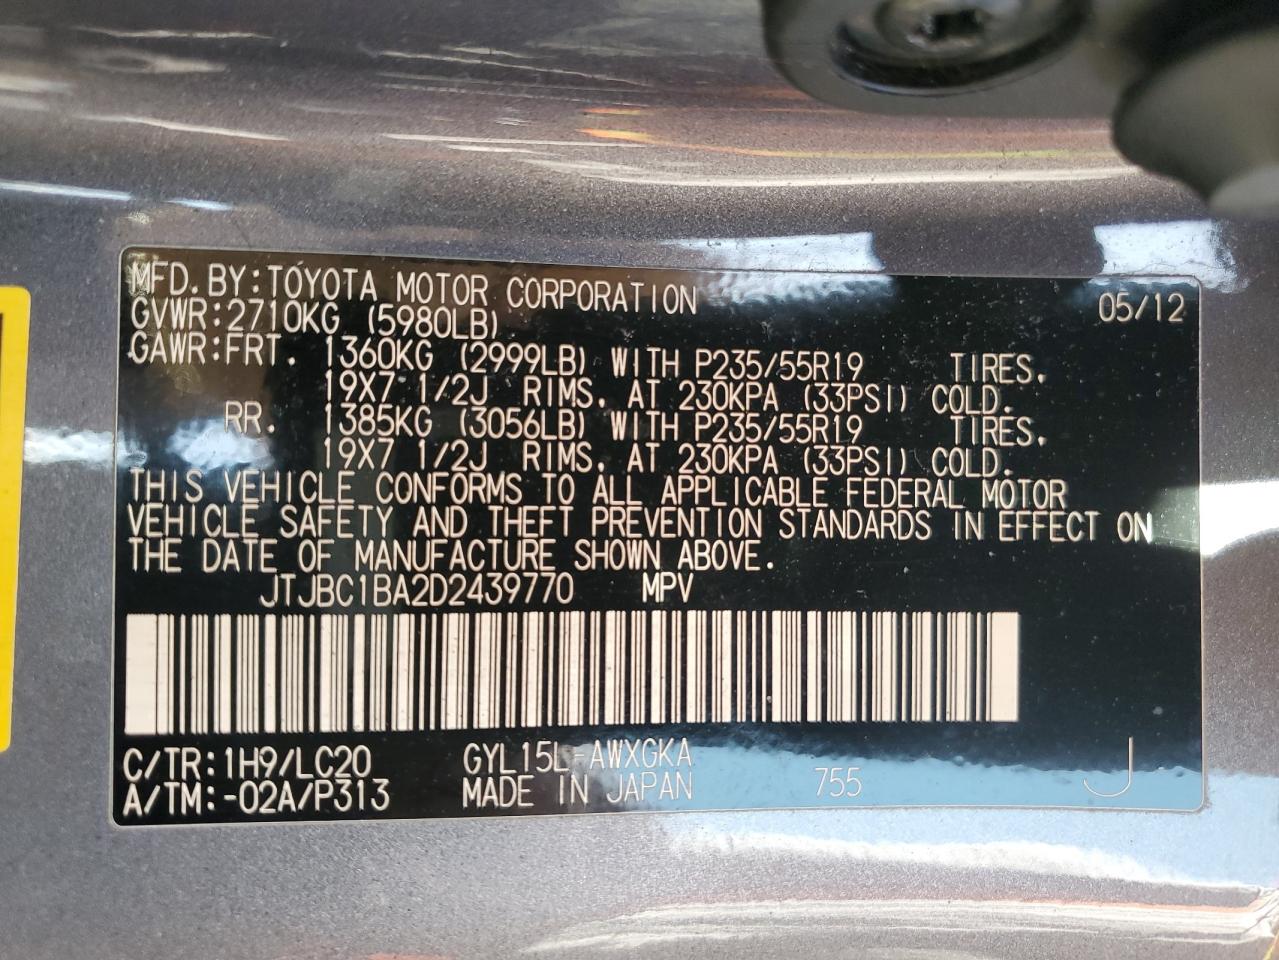 MFD. BY: TOYOTA MOTOR CORPORATION 05/12
GVWR: 2710KG (5980LB)
GAWR: FRT. 1360KG (2999LB) WITH P235/55R19 TIRES.
19X7 1/2J RIMS. AT 230KPA (33PSI) COLD.
RR. 1385KG (3056LB) WITH P235/55R19 TIRES.
19X7 1/2J RIMS. AT 230KPA (33PSI) COLD.
THIS VEHICLE CONFORMS TO ALL APPLICABLE FEDERAL MOTOR
VEHICLE SAFETY AND THEFT PREVENTION STANDARDS IN EFFECT ON
THE DATE OF MANUFACTURE SHOWN ABOVE.
JTJBC1BA2D2439770 MPV
C/TR: 1H9/LC20 GYL15L-AWXGKA
A/TM: -02A/P313 MADE IN JAPAN 755 J